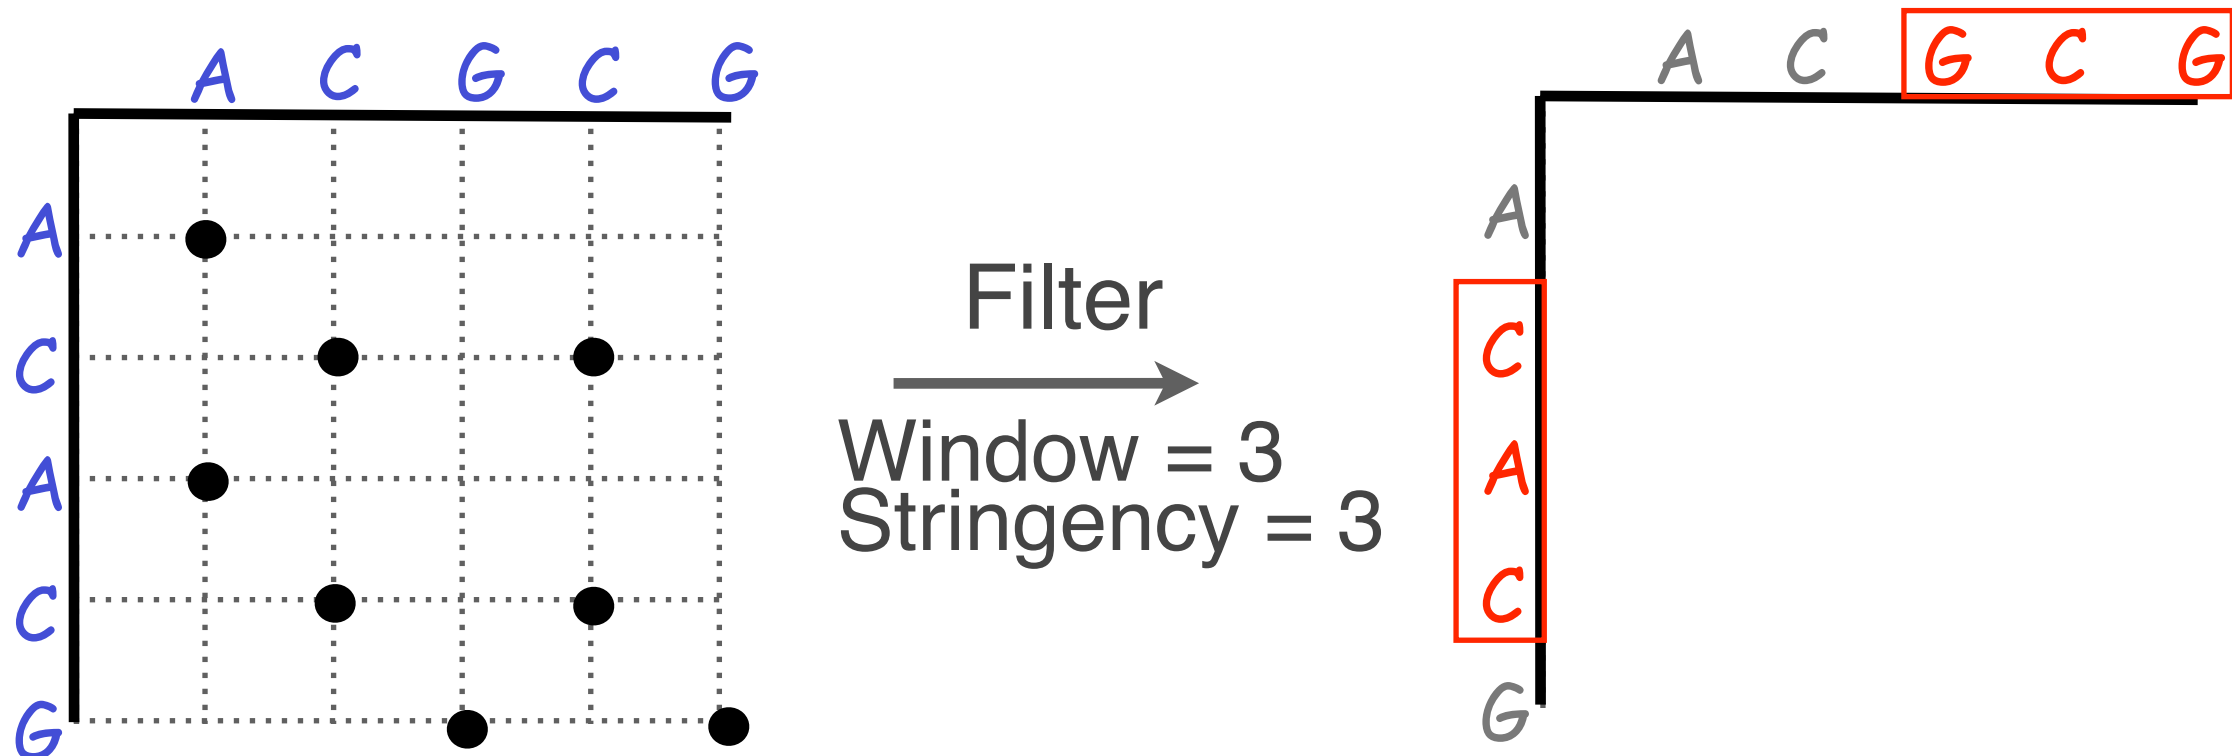 A C G C G
A
C
A
C
G
Filter
Window = 3
Stringency = 3
A C G C G
A
C
A
C
G